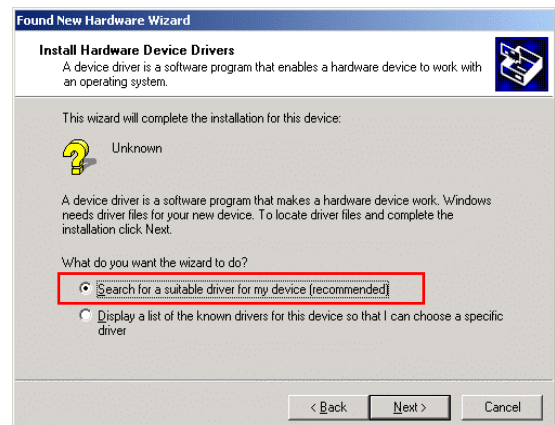 Found New Hardware Wizard
Install Hardware Device Drivers
A device driver is a software program that enables a hardware device to work with
an operating system.
This wizard will complete the installation for this device:
Unknown
A device driver is a software program that makes a hardware device work. Windows
needs driver files for your new device. To locate driver files and complete the
installation click Next.
What do you want the wizard to do?
Search for a suitable driver for my device (recommended)
Display a list of the known drivers for this device so that I can choose a specific
driver
< Back
Next >
Cancel